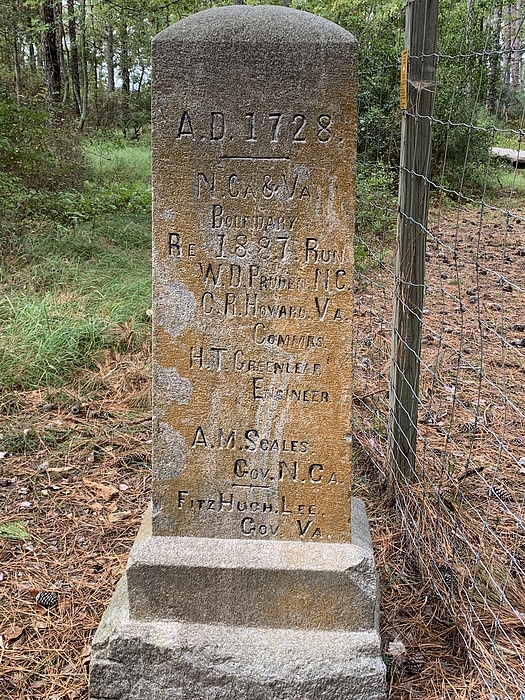 A.D. 1728.
N. CA & VA
BOUNDARY
RE 1887 RUN
W.D. PRUDEN. N.C.
C.R. HOWARD. VA.
COMMRS.
H.T. GREENLEAF
ENGINEER
A.M. SCALES
GOV. N. CA.
FITZHUGH. LEE.
GOV. VA.